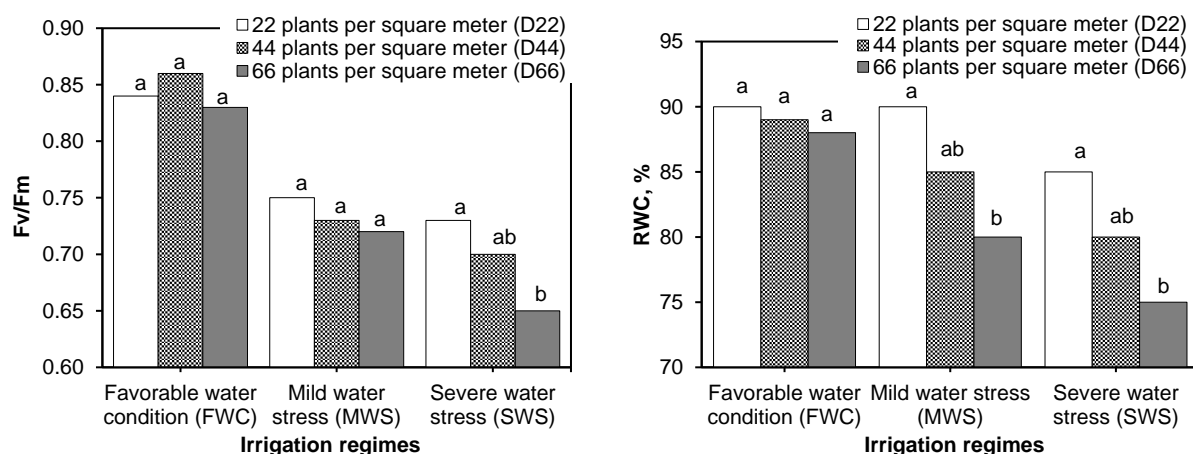 0.90
0.85
0.80
0.75
0.70
0.65
0.60
Fv/Fm
22 plants per square meter (D22)
44 plants per square meter (D44)
66 plants per square meter (D66)
a
a
a
a
a
a
a
ab
b
Favorable water
condition (FWC)
Mild water
stress (MWS)
Severe water
stress (SWS)
Irrigation regimes
95
90
85
80
75
70
RWC, %
22 plants per square meter (D22)
44 plants per square meter (D44)
66 plants per square meter (D66)
a
a
a
a
ab
b
a
ab
b
Favorable water
condition (FWC)
Mild water stress
(MWS)
Severe water
stress (SWS)
Irrigation regimes